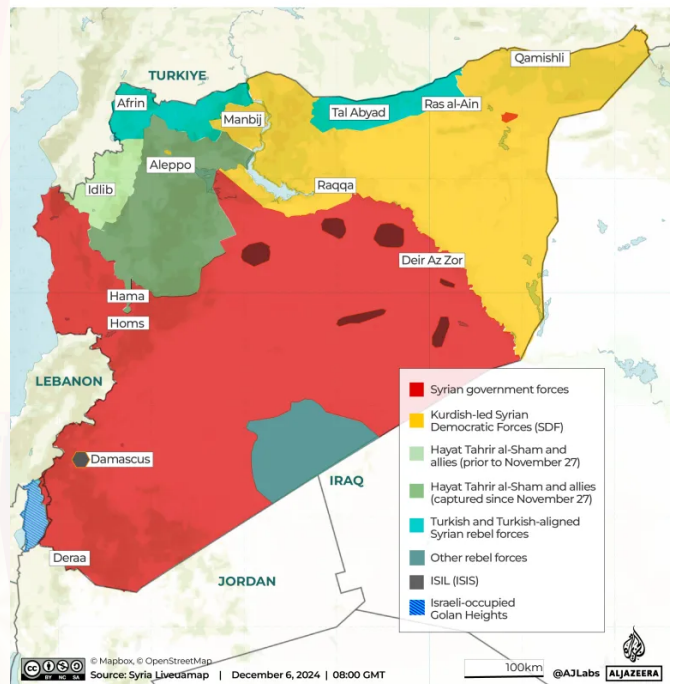 Qamishli
TURKIYE
Afrin
Ras al-Ain
Tal Abyad
Manbij
Aleppo
Idlib
Raqqa
Deir Az Zor
Hama
Homs
LEBANON
Damascus
IRAQ
Deraa
JORDAN
Syrian government forces
Kurdish-led Syrian
Democratic Forces (SDF)
Hayat Tahrir al-Sham and
allies (prior to November 27)
Hayat Tahrir al-Sham and allies
(captured since November 27)
Turkish and Turkish-aligned
Syrian rebel forces
Other rebel forces
ISIL (ISIS)
Israeli-occupied
Golan Heights
cc
BY NC SA
© Mapbox, © OpenStreetMap
Source: Syria Liveuamap | December 6, 2024 | 08:00 GMT
100km
@AJLabs
ALJAZEERA